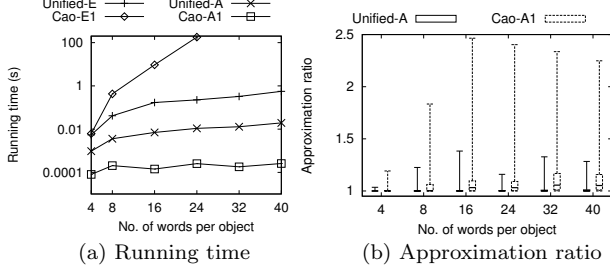 Unified-E
Cao-E1
Unified-A
Cao-A1
Running time (s)
100
1
0.01
0.0001
4 8 16 24 32 40
No. of words per object
(a) Running time
Unified-A
Cao-A1
Approximation ratio
2.5
2
1.5
1
4 8 16 24 32 40
No. of words per object
(b) Approximation ratio